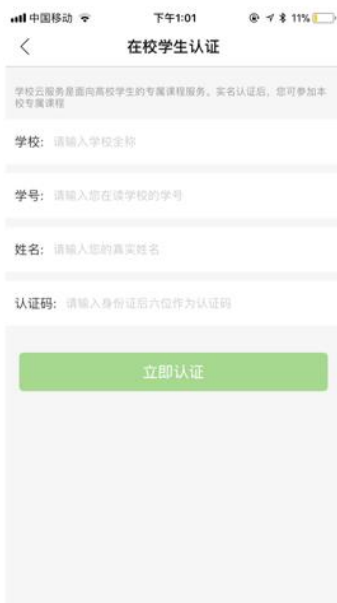 中国移动 下午1:01 11%
在校学生认证
学校云服务是面向高校学生的专属课程服务。实名认证后，您可参加本
校专属课程
学校: 请输入学校全称
学号: 请输入您在读学校的学号
姓名: 请输入您的真实姓名
认证码: 请输入身份证后六位作为认证码
立即认证